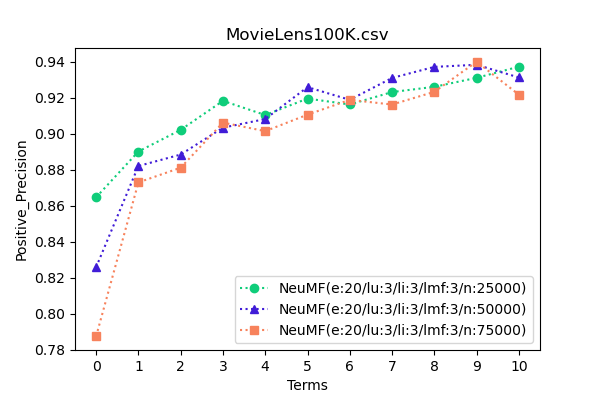 MovieLens100K.csv
Positive_Precision
0.94
0.92
0.90
0.88
0.86
0.84
0.82
0.80
0.78
NeuMF(e:20/lu:3/li:3/lmf:3/n:25000)
NeuMF(e:20/lu:3/li:3/lmf:3/n:50000)
NeuMF(e:20/lu:3/li:3/lmf:3/n:75000)
0 1 2 3 4 5 6 7 8 9 10
Terms